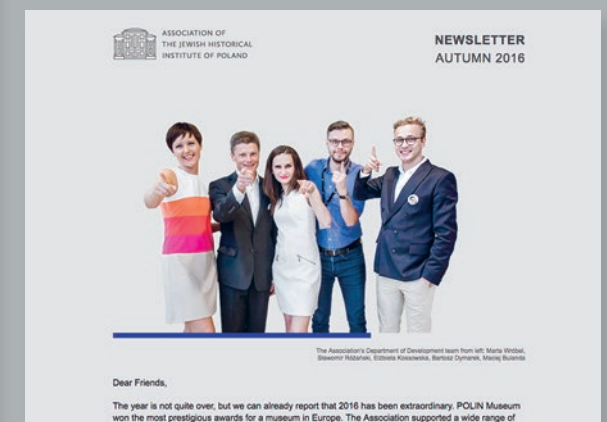 ASSOCIATION OF
THE JEWISH HISTORICAL
INSTITUTE OF POLAND
NEWSLETTER
AUTUMN 2016
The Association's Department of Development team from left: Marta Wróbel,
Sławomir Różański, Elżbieta Kossowska, Bartosz Dymarek, Maciej Bulanda
Dear Friends,
The year is not quite over, but we can already report that 2016 has been extraordinary. POLIN Museum
won the most prestigious awards for a museum in Europe. The Association supported a wide range of